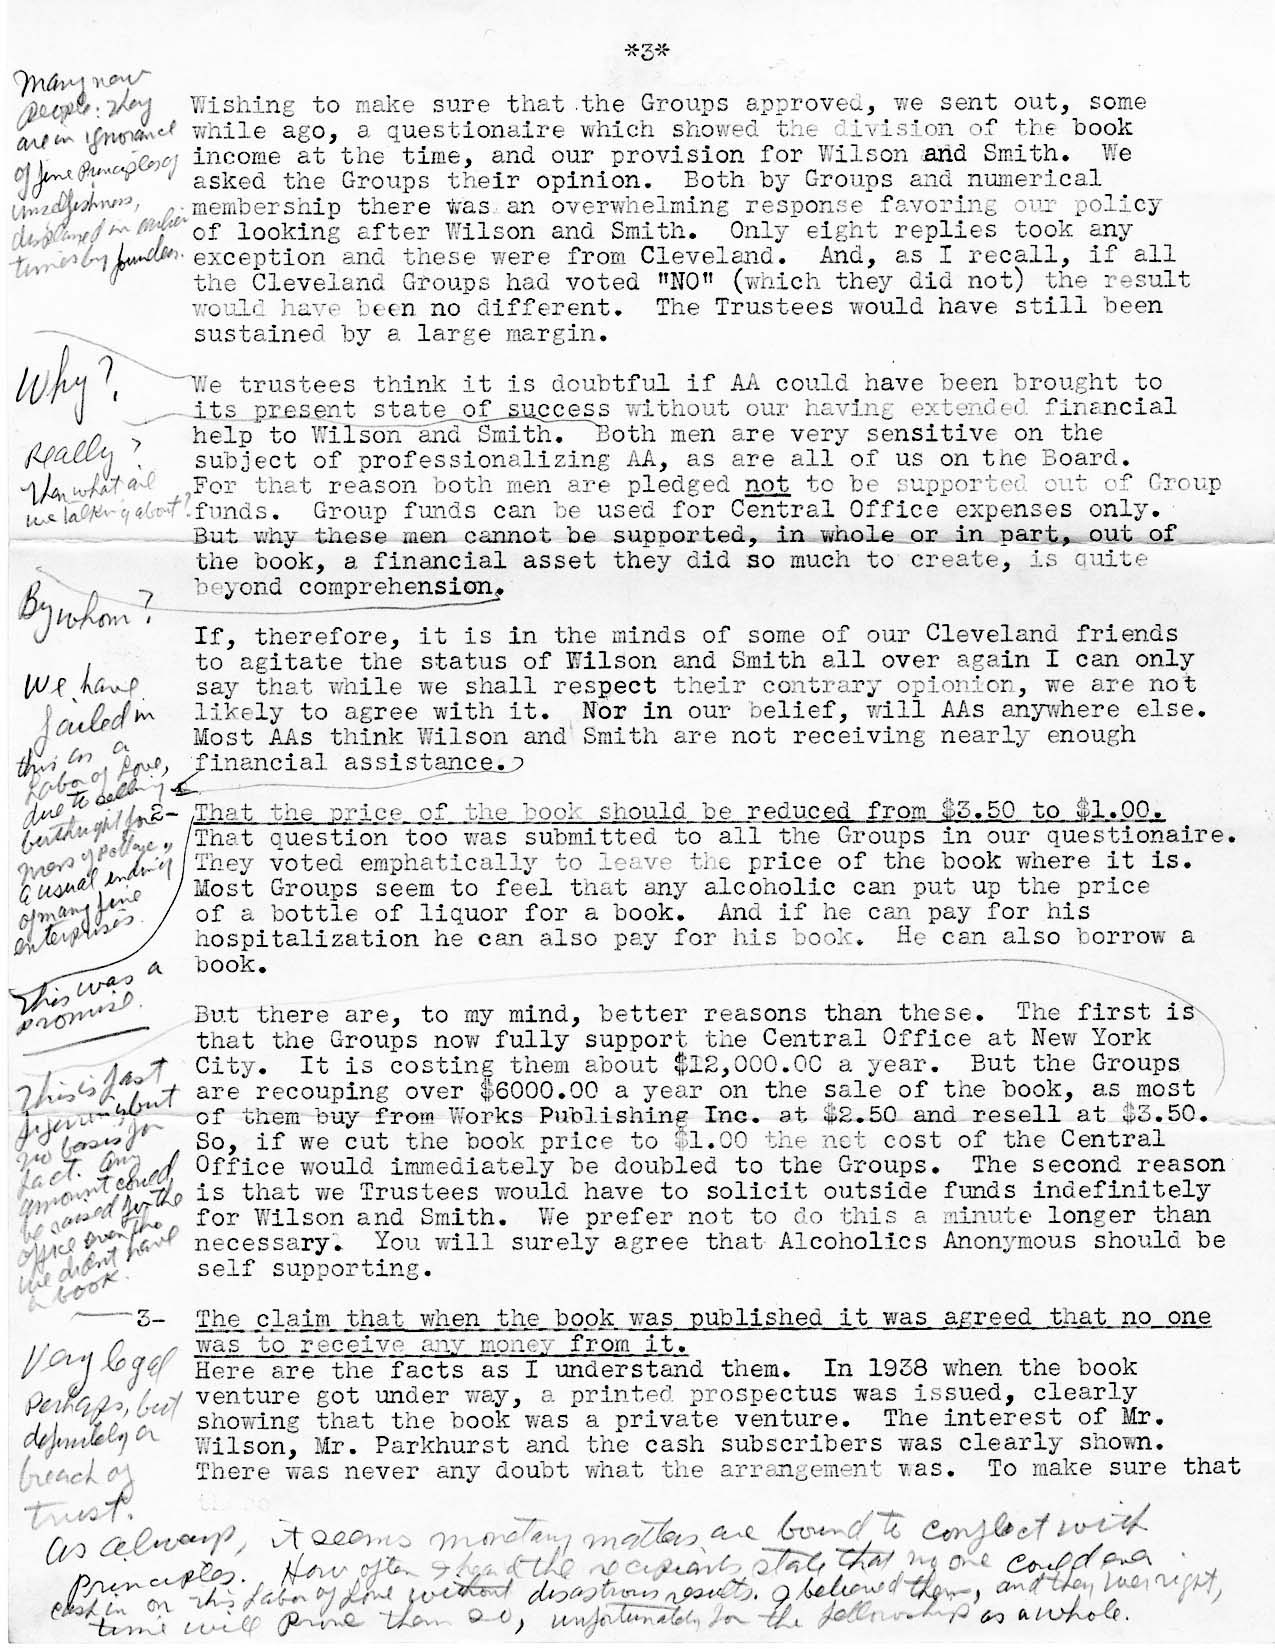 *3*
Many new
people. They
are in ignorance
of fine Principles of
unselfishness,
displayed in earlier
times by founders.
Wishing to make sure that the Groups approved, we sent out, some
while ago, a questionaire which showed the division of the book
income at the time, and our provision for Wilson and Smith. We
asked the Groups their opinion. Both by Groups and numerical
membership there was an overwhelming response favoring our policy
of looking after Wilson and Smith. Only eight replies took any
exception and these were from Cleveland. And, as I recall, if all
the Cleveland Groups had voted "NO" (which they did not) the result
would have been no different. The Trustees would have still been
sustained by a large margin.
Why?
Really?
Then what are
we talking about?
We trustees think it is doubtful if AA could have been brought to
its present state of success without our having extended financial
help to Wilson and Smith. Both men are very sensitive on the
subject of professionalizing AA, as are all of us on the Board.
For that reason both men are pledged not to be supported out of Group
funds. Group funds can be used for Central Office expenses only.
But why these men cannot be supported, in whole or in part, out of
the book, a financial asset they did so much to create, is quite
beyond comprehension.
By whom?
If, therefore, it is in the minds of some of our Cleveland friends
to agitate the status of Wilson and Smith all over again I can only
say that while we shall respect their contrary opionion, we are not
likely to agree with it. Nor in our belief, will AAs anywhere else.
Most AAs think Wilson and Smith are not receiving nearly enough
financial assistance.
We have
failed in
this as a
Labor of Love,
due to selling
birthright for
mess of pottage,
a usual ending
of many fine
enterprises.
2- That the price of the book should be reduced from $3.50 to $1.00.
That question too was submitted to all the Groups in our questionaire.
They voted emphatically to leave the price of the book where it is.
Most Groups seem to feel that any alcoholic can put up the price
of a bottle of liquor for a book. And if he can pay for his
hospitalization he can also pay for his book. He can also borrow a
book.
This was a
promise.
But there are, to my mind, better reasons than these. The first is
that the Groups now fully support the Central Office at New York
City. It is costing them about $12,000.00 a year. But the Groups
are recouping over $6000.00 a year on the sale of the book, as most
of them buy from Works Publishing Inc. at $2.50 and resell at $3.50.
So, if we cut the book price to $1.00 the net cost of the Central
Office would immediately be doubled to the Groups. The second reason
is that we Trustees would have to solicit outside funds indefinitely
for Wilson and Smith. We prefer not to do this a minute longer than
necessary. You will surely agree that Alcoholics Anonymous should be
self supporting.
This is fast
figuring, but
no basis for
fact. Any
amount could
be raised for the
office even tho
we didn't have
a book.
3- The claim that when the book was published it was agreed that no one
was to receive any money from it.
Here are the facts as I understand them. In 1938 when the book
venture got under way, a printed prospectus was issued, clearly
showing that the book was a private venture. The interest of Mr.
Wilson, Mr. Parkhurst and the cash subscribers was clearly shown.
There was never any doubt what the arrangement was. To make sure that
Very legal
perhaps, but
definitely a
breach of
trust.
As always, it seems monetary matters are bound to conflict with
principles. How often I heard the recipients state that no one could ever
cash in on this Labor of Love without disastrous results. I believed them, and they were right,
time will prove them so, unfortunately for the fellowship as a whole.